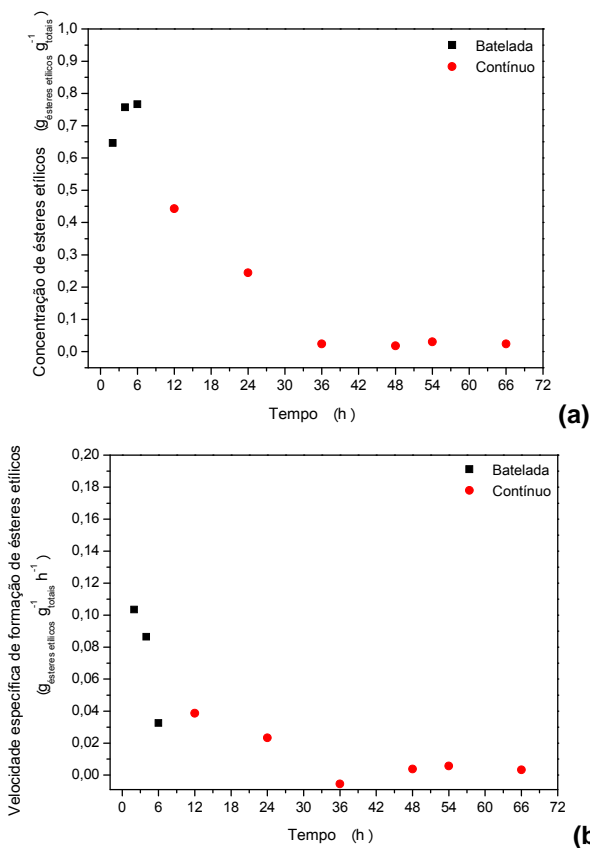 Concentração de ésteres etílicos (g ésteres etílicos g-1 totais)
1,0
0,9
0,8
0,7
0,6
0,5
0,4
0,3
0,2
0,1
0,0
Batelada
Contínuo
0 6 12 18 24 30 36 42 48 54 60 66 72
Tempo (h)
(a)
Velocidade específica de formação de ésteres etílicos
(g ésteres etílicos g-1 totais h-1)
0,20
0,18
0,16
0,14
0,12
0,10
0,08
0,06
0,04
0,02
0,00
Batelada
Contínuo
0 6 12 18 24 30 36 42 48 54 60 66 72
Tempo (h)
(b